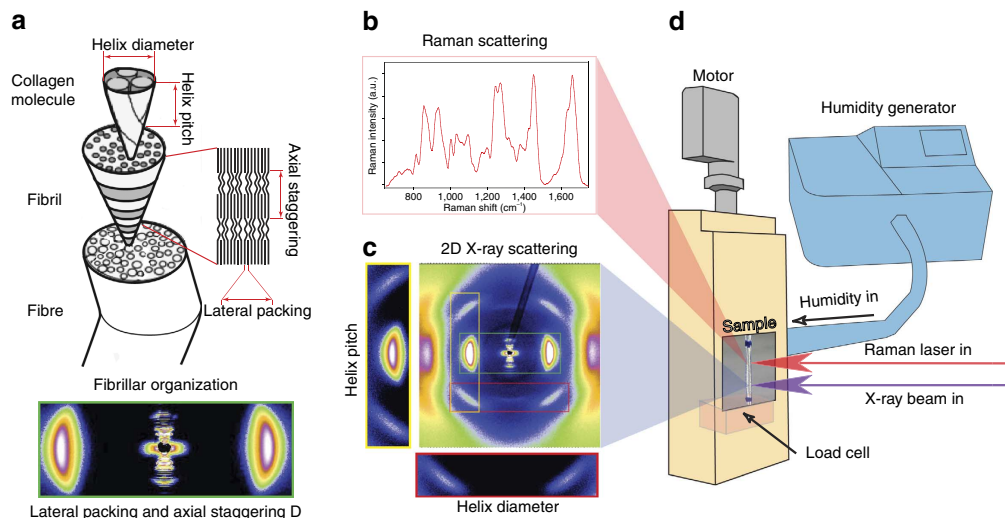 a
Helix diameter
Collagen
molecule
Helix pitch
Fibril
Axial staggering
Fibre
Lateral packing
Fibrillar organization
Lateral packing and axial staggering D
b
Raman scattering
Raman intensity (a.u.)
800 1,000 1,200 1,400 1,600
Raman shift (cm⁻¹)
c
2D X-ray scattering
Helix pitch
Helix diameter
d
Motor
Humidity generator
Humidity in
Sample
Raman laser in
X-ray beam in
Load cell